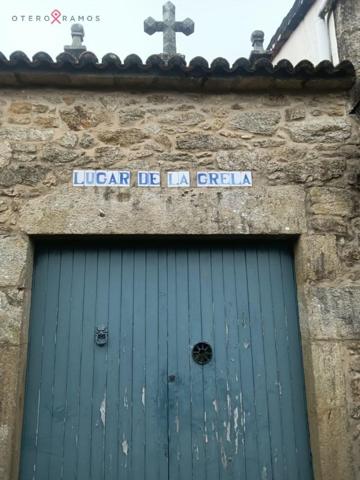 OTERO RAMOS
LUGAR DE LA GRELA